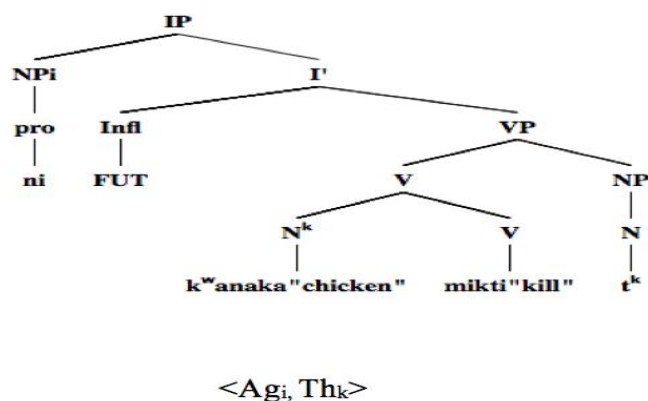 IP
NPi I'
pro Infl VP
ni FUT V NP
Nᵏ V N
kʷanaka"chicken" mikti"kill" tᵏ
<Agᵢ, Thₖ>